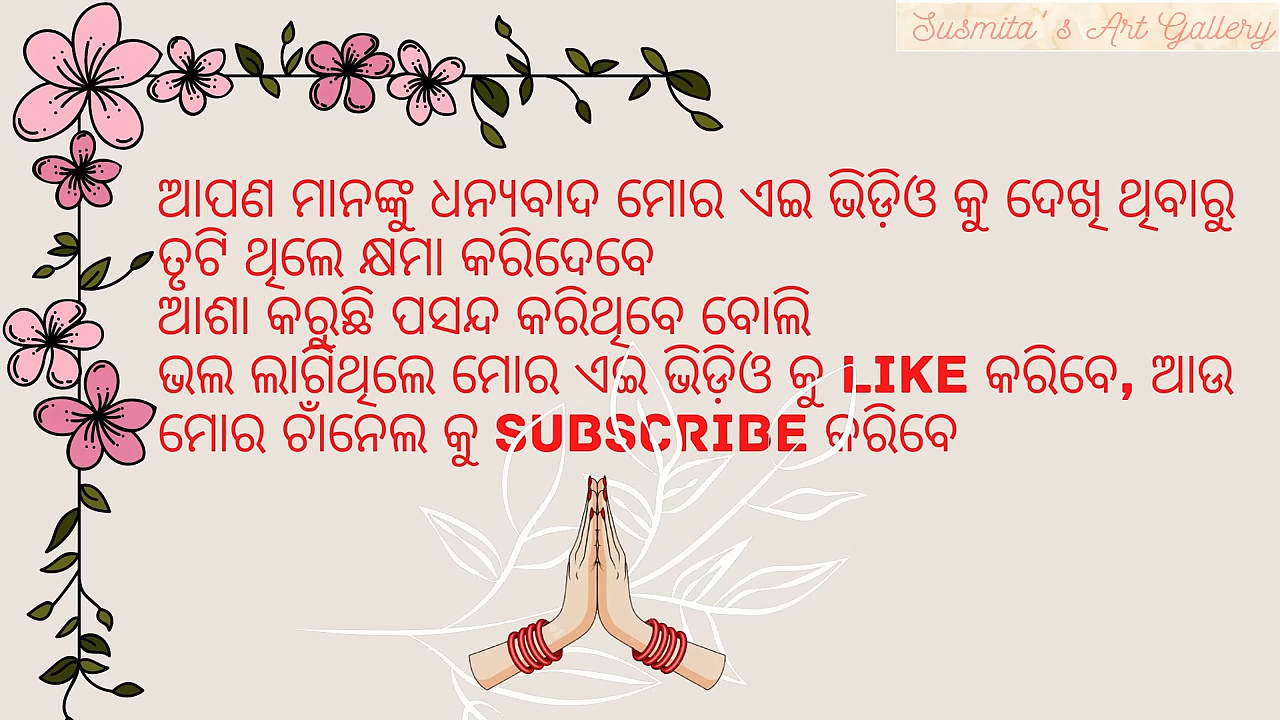 Susmita's Art Gallery
ଆପଣ ମାନଙ୍କୁ ଧନ୍ୟବାଦ ମୋର ଏଇ ଭିଡ଼ିଓ କୁ ଦେଖି ଥିବାରୁ
ତୃଟି ଥିଲେ କ୍ଷମା କରିଦେବେ
ଆଶା କରୁଛି ପସନ୍ଦ କରିଥିବେ ବୋଲି
ଭଲ ଲାଗିଥିଲେ ମୋର ଏଇ ଭିଡ଼ିଓ କୁ LIKE କରିବେ, ଆଉ
ମୋର ଚାଁନେଲ କୁ SUBSCRIBE କରିବେ